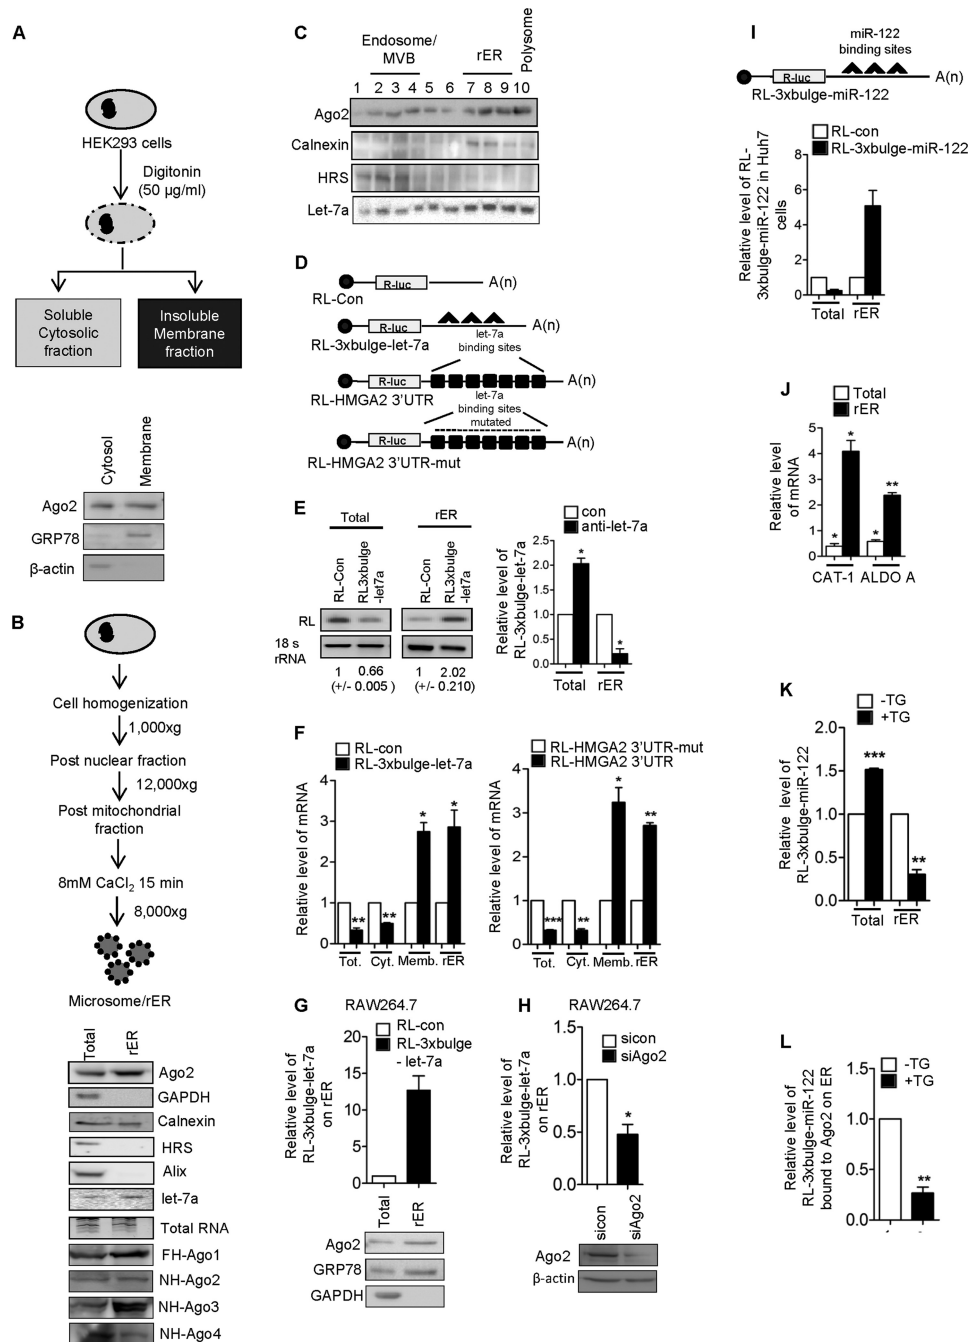 A
HEK293 cells
Digitonin
(50 µg/ml)
Soluble
Cytosolic
fraction
Insoluble
Membrane
fraction
Cytosol
Membrane
Ago2
GRP78
β-actin
B
Cell homogenization
1,000xg
Post nuclear fraction
12,000xg
Post mitochondrial
fraction
8mM CaCl2 15 min
8,000xg
Microsome/rER
Total
rER
Ago2
GAPDH
Calnexin
HRS
Alix
let-7a
Total RNA
FH-Ago1
NH-Ago2
NH-Ago3
NH-Ago4
C
Endosome/
MVB
rER
Polysome
1 2 3 4 5 6 7 8 9 10
Ago2
Calnexin
HRS
Let-7a
D
R-luc
A(n)
RL-Con
R-luc
A(n)
RL-3xbulge-let-7a
let-7a
binding sites
R-luc
A(n)
RL-HMGA2 3'UTR
let-7a
binding sites
mutated
R-luc
A(n)
RL-HMGA2 3'UTR-mut
E
Total
rER
RL-Con
RL3xbulge
-let7a
RL-Con
RL3xbulge
-let7a
RL
18 s
rRNA
1 0.66
(+/- 0.005 )
1 2.02
(+/- 0.210)
con
anti-let-7a
Relative level of
RL-3xbulge-let-7a
2.5
2.0
1.5
1.0
0.5
0.0
*
*
Total
rER
F
RL-con
RL-3xbulge-let-7a
Relative level of mRNA
4
3
2
1
0
**
**
*
*
Tot. Cyt. Memb. rER
RL-HMGA2 3'UTR-mut
RL-HMGA2 3'UTR
Relative level of mRNA
4
3
2
1
0
***
**
*
**
Tot. Cyt. Memb. rER
G
RAW264.7
RL-con
RL-3xbulge
- let-7a
Relative level of
RL-3xbulge-let-7a
on rER
20
15
10
5
0
Total
rER
Ago2
GRP78
GAPDH
H
RAW264.7
sicon
siAgo2
Relative level of
RL-3xbulge-let-7a
on rER
1.5
1.0
0.5
0.0
*
sicon
siAgo2
Ago2
β-actin
I
miR-122
binding sites
R-luc
A(n)
RL-3xbulge-miR-122
RL-con
RL-3xbulge-miR-122
Relative level of RL-
3xbulge-miR-122 in Huh7
cells
8
6
4
2
0
Total rER
J
Total
rER
Relative level
of mRNA
5
4
3
2
1
0
*
*
*
**
CAT-1 ALDO A
K
-TG
+TG
Relative level of
RL-3xbulge-miR-122
2.0
1.5
1.0
0.5
0.0
***
**
Total rER
L
-TG
+TG
Relative level of
RL-3xbulge-miR-122
bound to Ago2 on ER
1.5
1.0
0.5
0.0
**